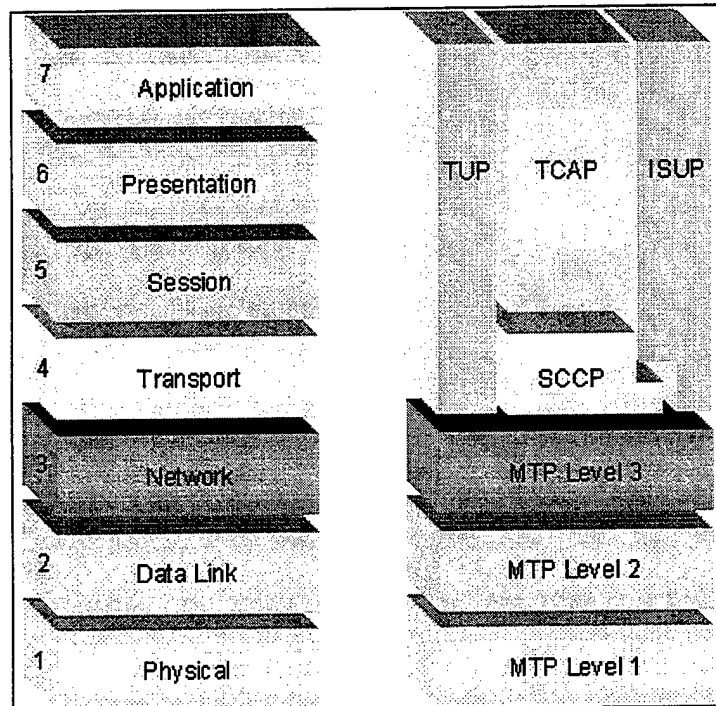 7
Application
6
Presentation
5
Session
4
Transport
3
Network
2
Data Link
1
Physical
TUP
TCAP
ISUP
SCCP
MTP Level 3
MTP Level 2
MTP Level 1